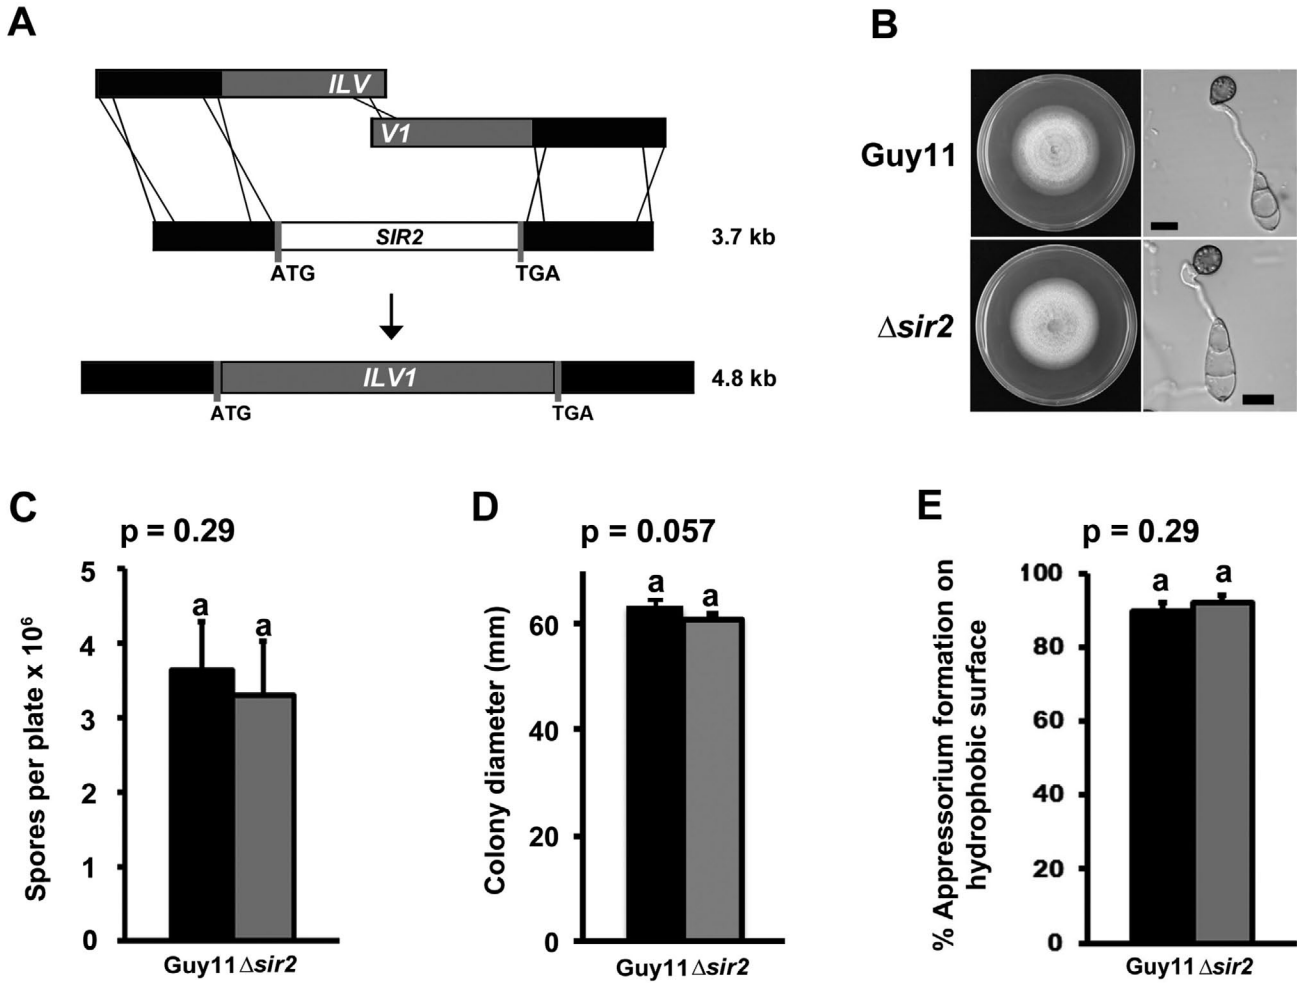 A
ILV
V1
SIR2
3.7 kb
ATG
TGA
ILV1
4.8 kb
ATG
TGA
B
Guy11
Δsir2
C
p = 0.29
Spores per plate x 10⁶
5
4
3
2
1
0
a
a
Guy11 Δsir2
D
p = 0.057
Colony diameter (mm)
60
40
20
0
a
a
Guy11 Δsir2
E
p = 0.29
% Appressorium formation on
hydrophobic surface
100
80
60
40
20
0
a
a
Guy11 Δsir2